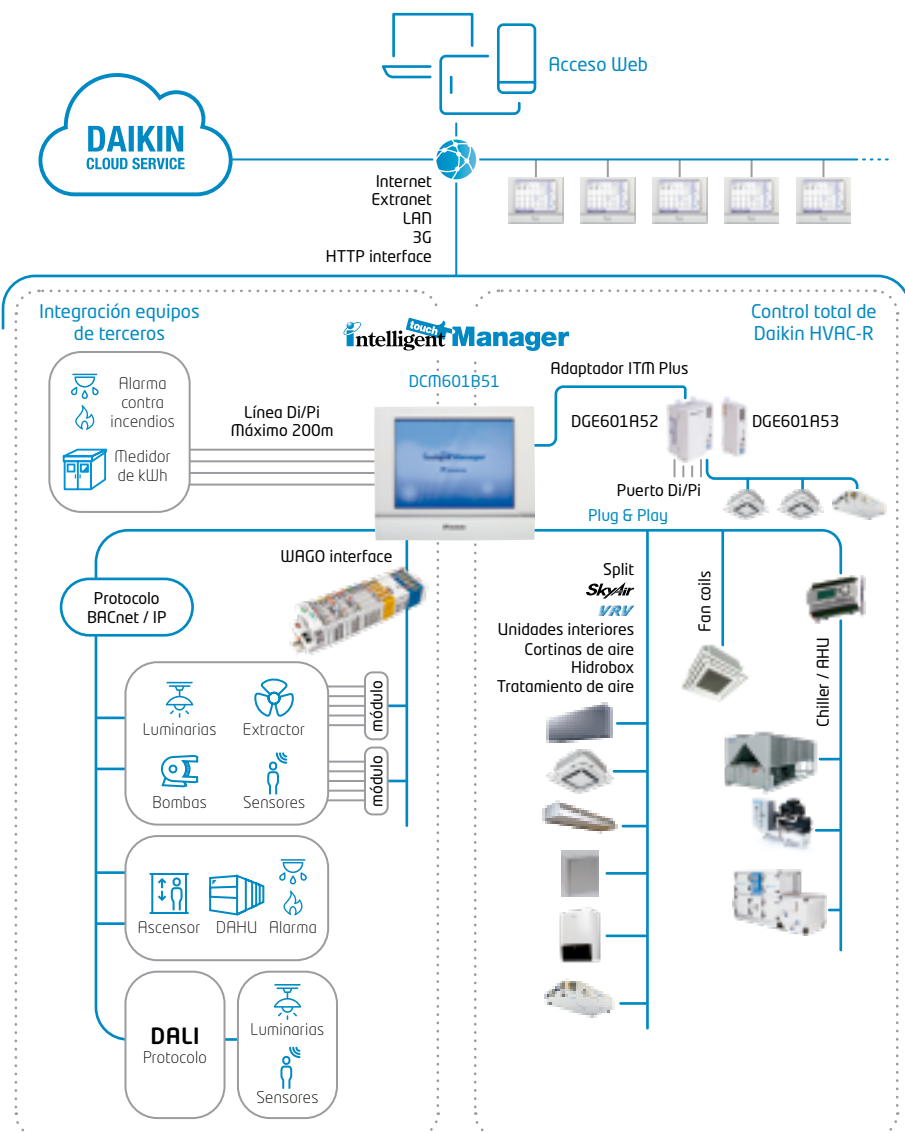 Acceso Web
DAIKIN
CLOUD SERVICE
Internet
Extranet
LAN
3G
HTTP interface
Integración equipos
de terceros
intelligent touch Manager
Control total de
Daikin HVAC-R
Alarma
contra
incendios
Medidor
de kWh
Línea Di/Pi
Máximo 200m
DCM601B51
Adaptador ITM Plus
DGE601A52
DGE601A53
Puerto Di/Pi
Plug & Play
WAGO interface
Protocolo
BACnet / IP
Split
SkyAir
VRV
Unidades interiores
Cortinas de aire
Hidrobox
Tratamiento de aire
Fan coils
Chiller / AHU
Luminarias
Extractor
Bombas
Sensores
módulo
módulo
Ascensor
DAHU
Alarma
DALI
Protocolo
Luminarias
Sensores